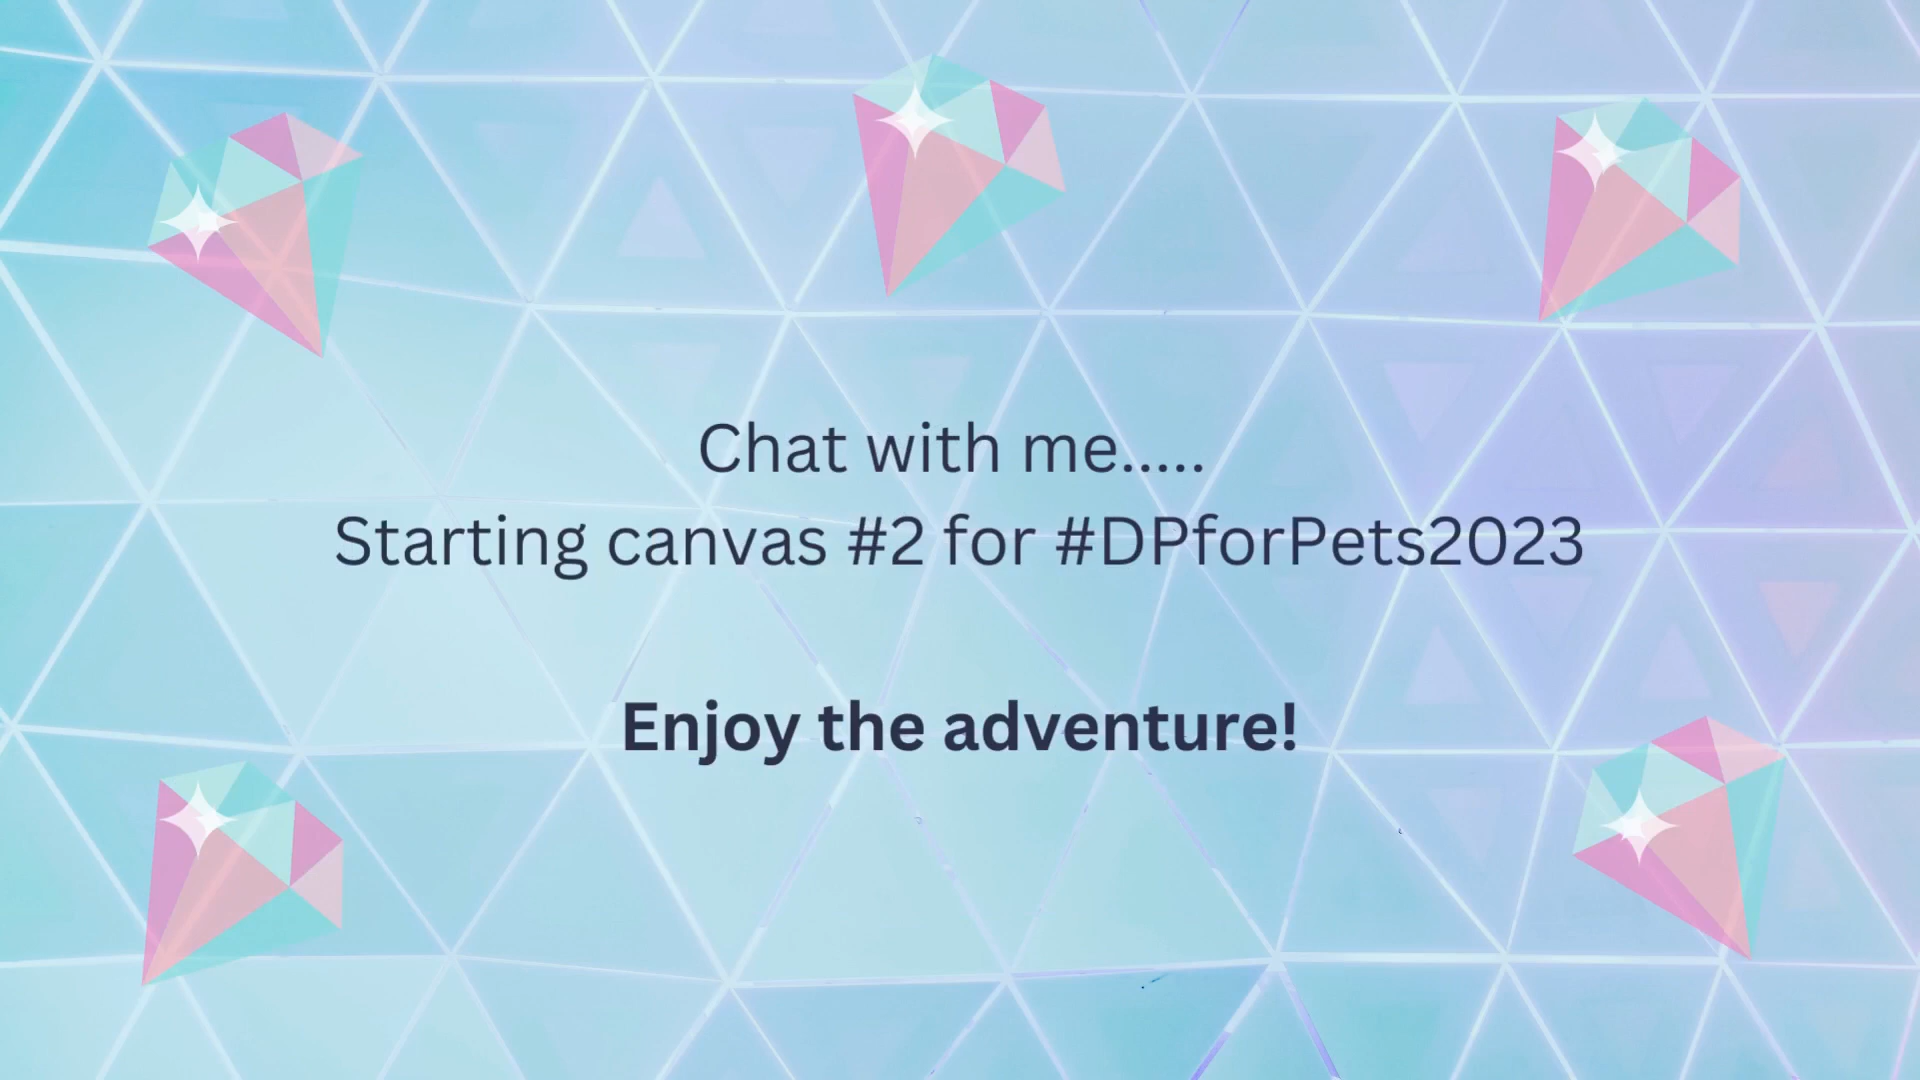 Chat with me.....
Starting canvas #2 for #DPforPets2023
Enjoy the adventure!